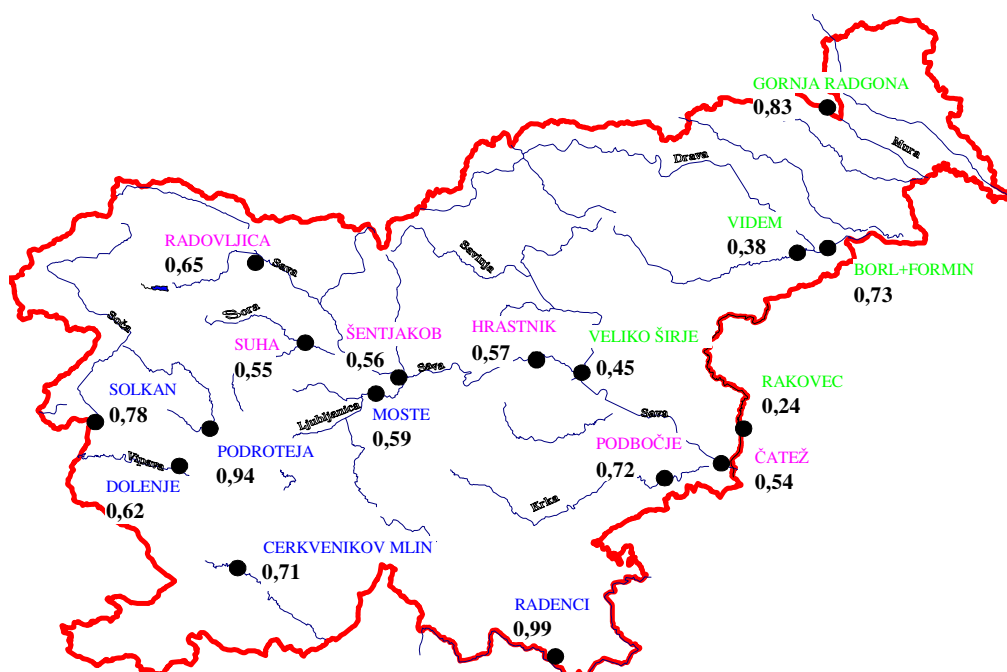 GORNJA RADGONA
0,83
Mura
Drava
VIDEM
0,38
BORL+FORMIN
0,73
RADOVLJICA
0,65
Sava
Savinja
Soča
Sora
SUHA
0,55
ŠENTJAKOB
0,56
Sava
HRASTNIK
0,57
VELIKO ŠIRJE
0,45
SOLKAN
0,78
Ljubljanica
MOSTE
0,59
Sava
RAKOVEC
0,24
PODROTEJA
0,94
Vipava
DOLENJE
0,62
PODBOČJE
0,72
ČATEŽ
0,54
Krka
CERKVENIKOV MLIN
0,71
RADENCI
0,99